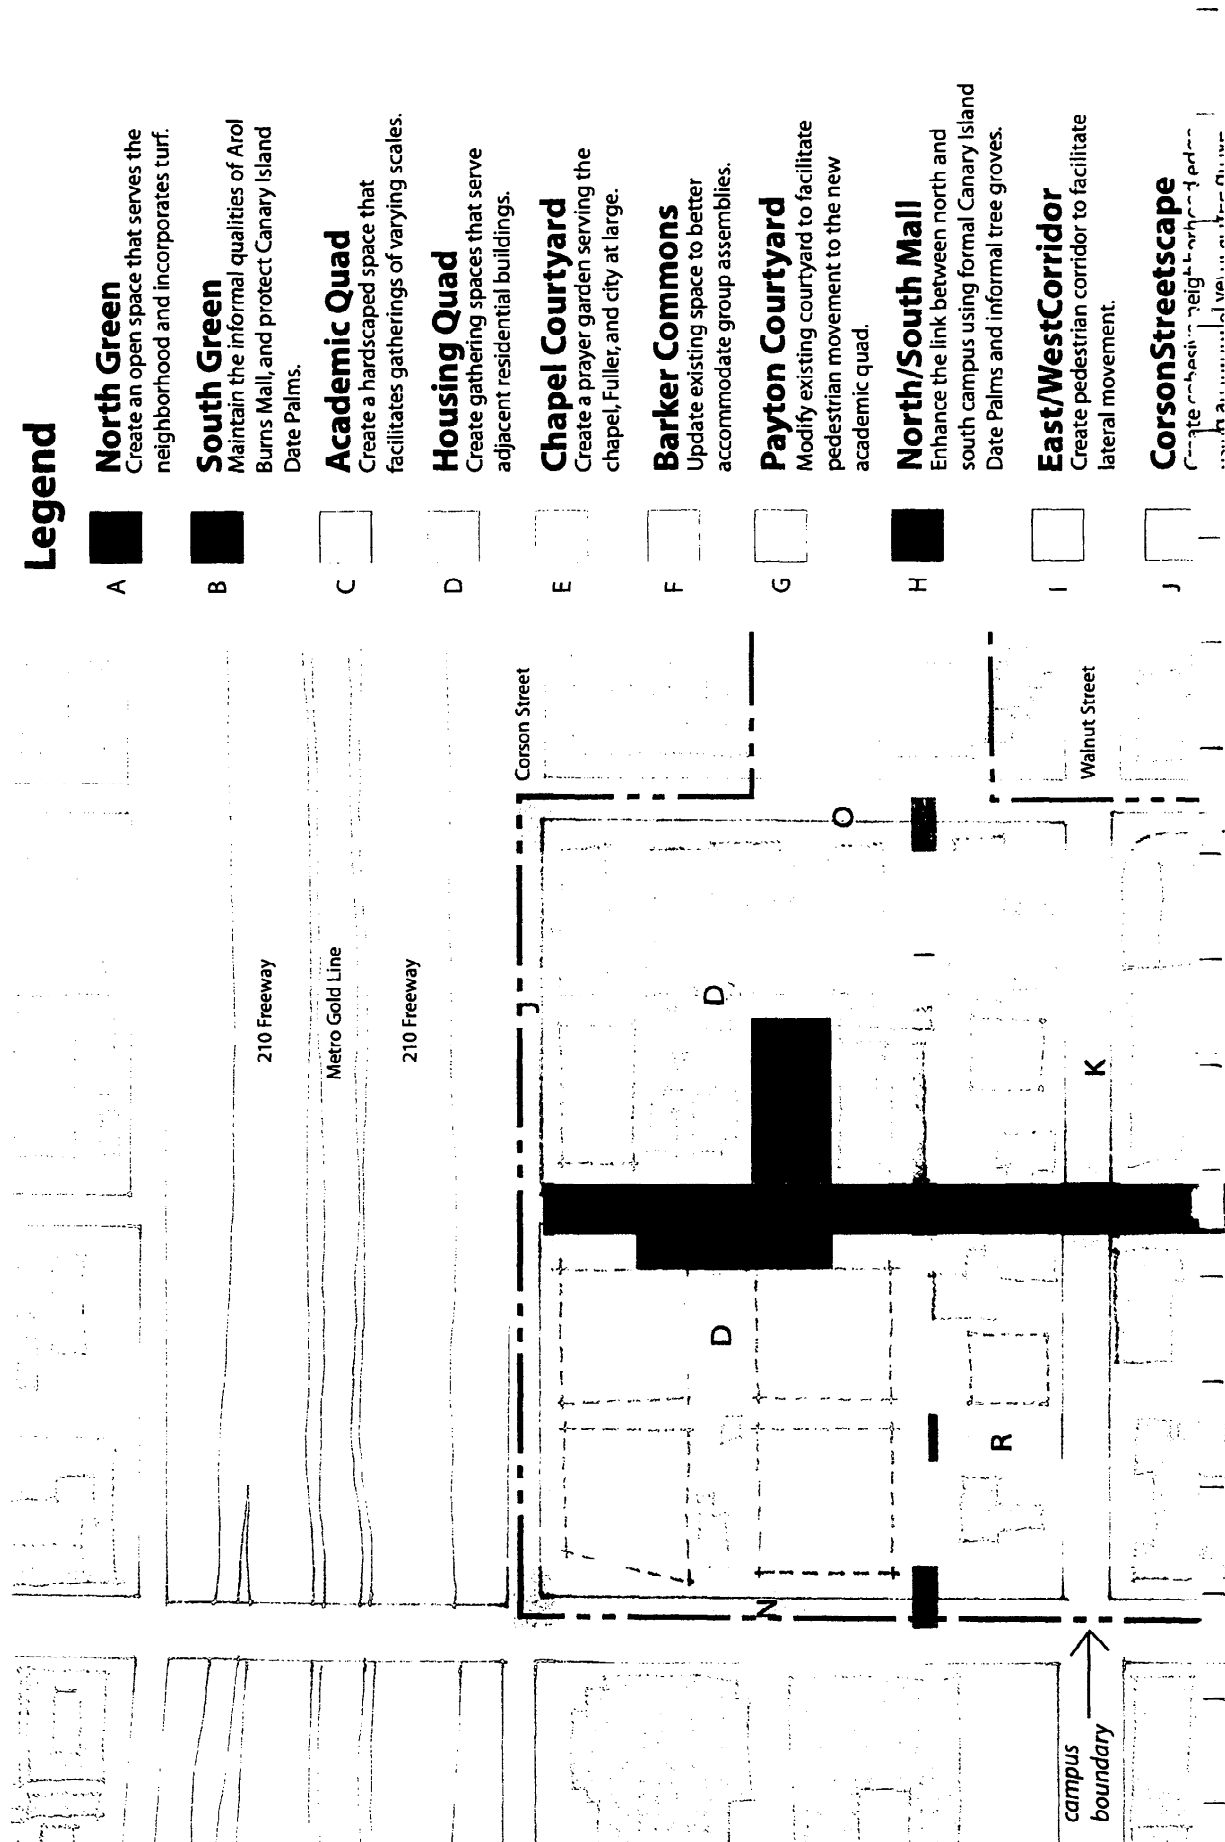 Legend
A
North Green
Create an open space that serves the
neighborhood and incorporates turf.
B
South Green
Maintain the informal qualities of Arol
Burns Mall, and protect Canary Island
Date Palms.
C
Academic Quad
Create a hardscaped space that
facilitates gatherings of varying scales.
D
Housing Quad
Create gathering spaces that serve
adjacent residential buildings.
E
Chapel Courtyard
Create a prayer garden serving the
chapel, Fuller, and city at large.
F
Barker Commons
Update existing space to better
accommodate group assemblies.
G
Payton Courtyard
Modify existing courtyard to facilitate
pedestrian movement to the new
academic quad.
H
North/South Mall
Enhance the link between north and
south campus using formal Canary Island
Date Palms and informal tree groves.
I
East/WestCorridor
Create pedestrian corridor to facilitate
lateral movement.
J
CorsonStreetscape
210 Freeway
Metro Gold Line
210 Freeway
Corson Street
J
D
D
N
O
I
R
K
Walnut Street
campus
boundary